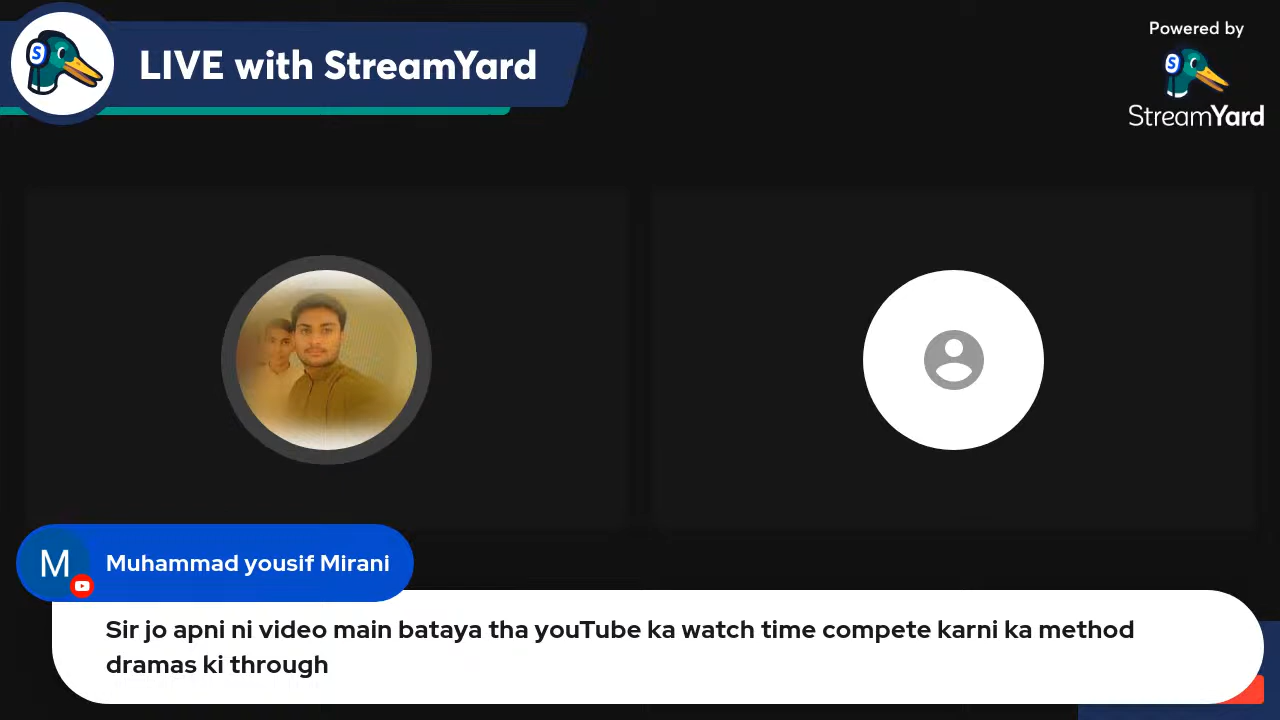 LIVE with StreamYard
Powered by
StreamYard
Muhammad yousif Mirani
M
Sir jo apni ni video main bataya tha youTube ka watch time compete karni ka method
dramas ki through